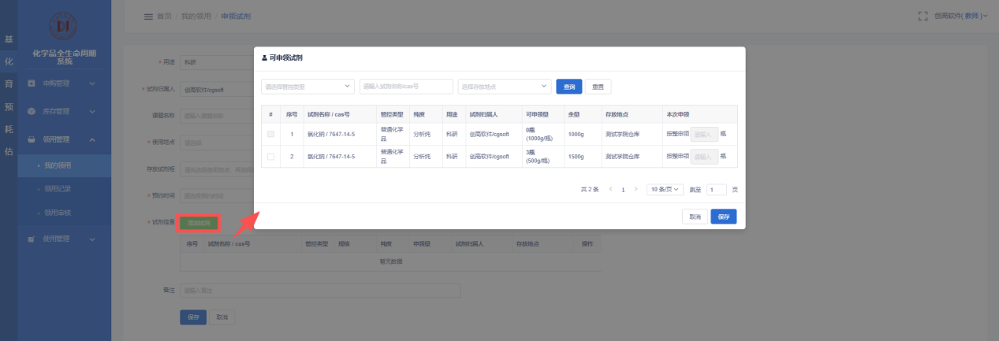 基
化
育
预
耗
估
化学品全生命周期
系统
申购管理
库存管理
领用管理
我的领用
领用记录
领用审核
使用管理
首页 / 我的领用 / 申领试剂
创高软件(教师)
* 用途 科研
* 试剂归属人 创高软件/cgsoft
课题名称 请输入课题名称
* 使用地点 请选择
存放试剂柜
* 预约时间 请选择预约时间
* 试剂信息 添加试剂
序号 试剂名称 / cas号 管控类型 规格 纯度 申领量 试剂归属人 存放地点 操作
暂无数据
备注 请输入备注
保存 取消
可申领试剂
请选择管控类型 请输入试剂名称/cas号 选择存放地点 查询 重置
# 序号 试剂名称 / cas号 管控类型 纯度 用途 试剂归属人 可申领量 余量 存放地点 本次申领
1 氯化钠 / 7647-14-5 普通化学品 分析纯 科研 创高软件/cgsoft 0瓶 (1000g/瓶) 1000g 测试学院仓库 按整申领 请输入 瓶
2 氯化钠 / 7647-14-5 普通化学品 分析纯 科研 创高软件/cgsoft 3瓶 (500g/瓶) 1500g 测试学院仓库 按整申领 请输入 瓶
共 2 条 < 1 > 10 条/页 跳至 1 页
取消 保存